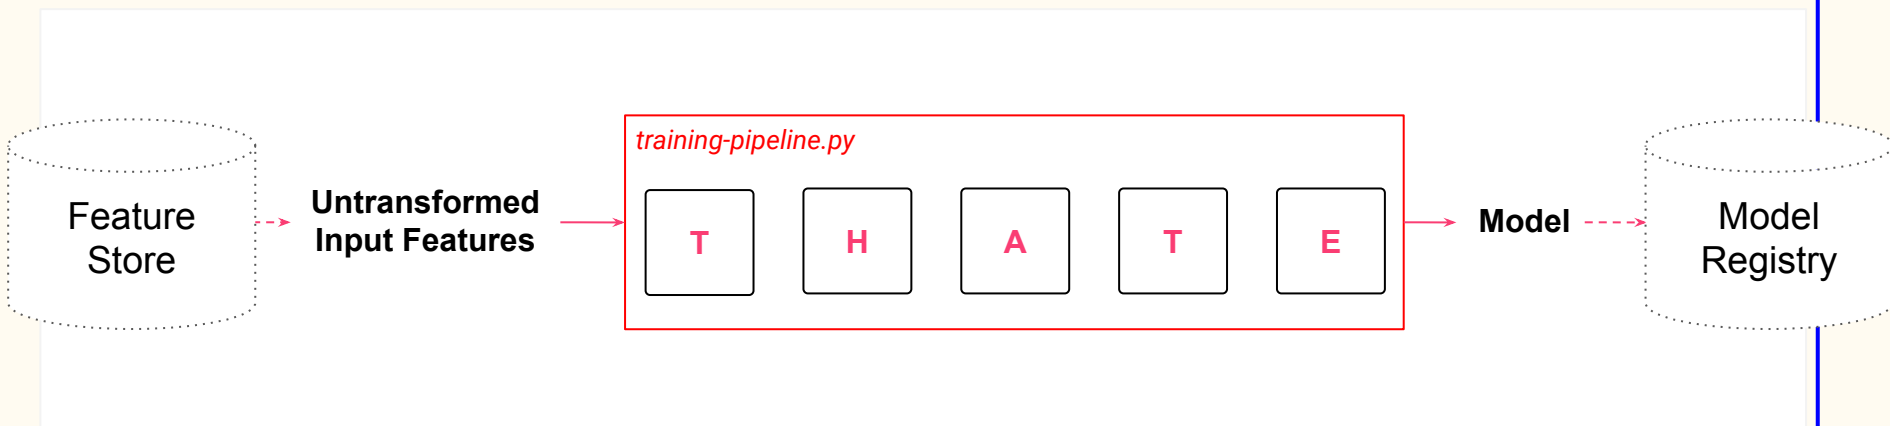 Feature
Store
Untransformed
Input Features
training-pipeline.py
T
H
A
T
E
Model
Model
Registry